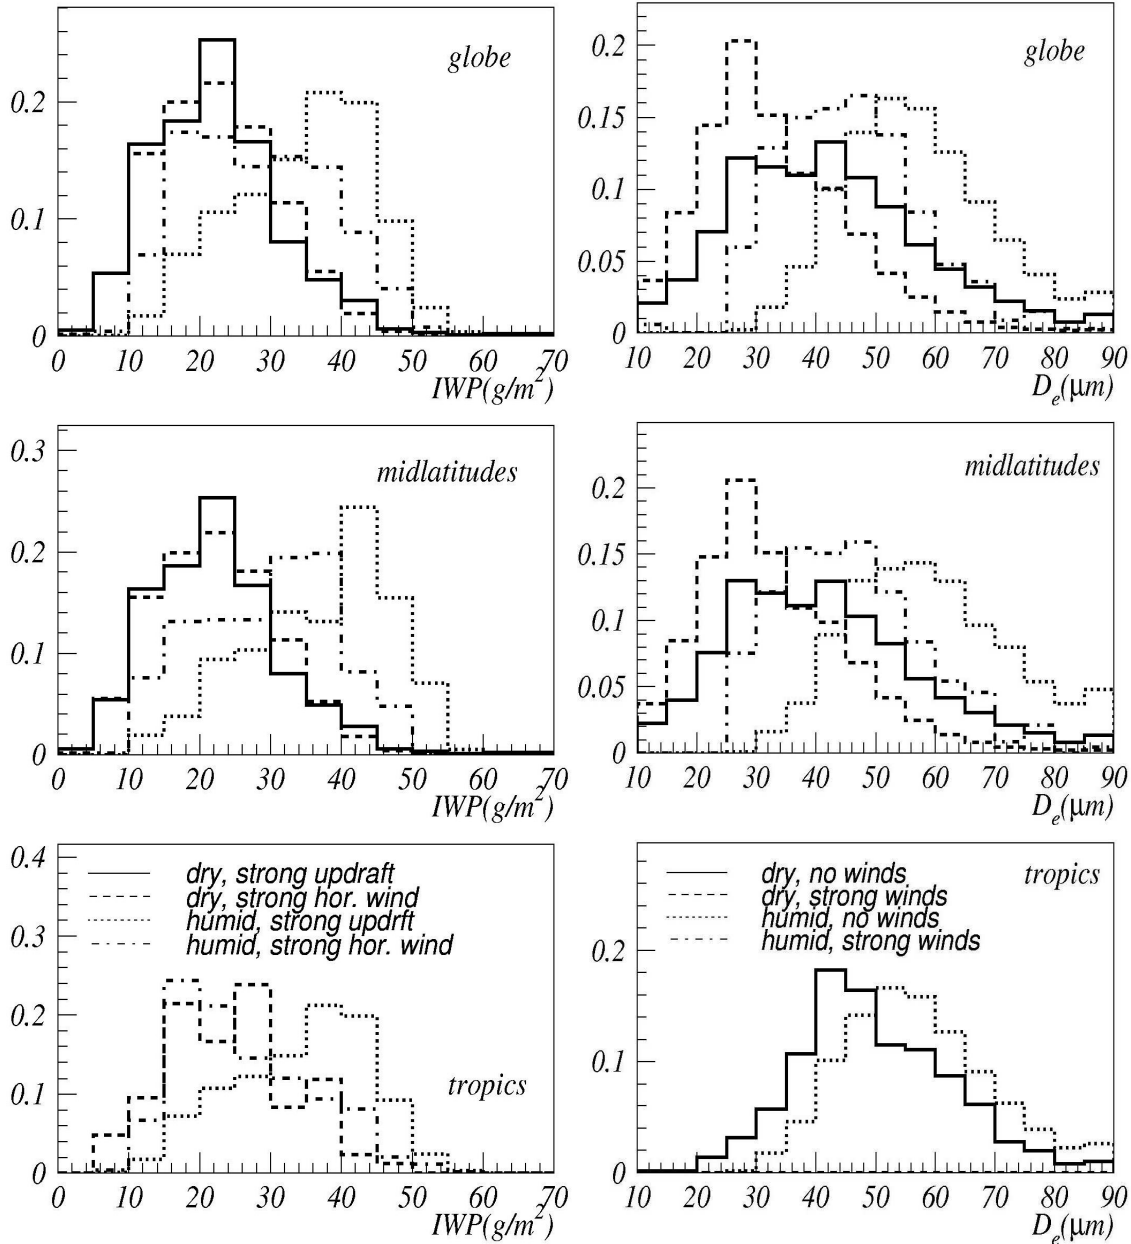 globe
0.2
0.1
0
0 10 20 30 40 50 60 70
IWP(g/m²)
globe
0.2
0.15
0.1
0.05
0
10 20 30 40 50 60 70 80 90
Dₑ(μm)
midlatitudes
0.3
0.2
0.1
0
0 10 20 30 40 50 60 70
IWP(g/m²)
midlatitudes
0.2
0.15
0.1
0.05
0
10 20 30 40 50 60 70 80 90
Dₑ(μm)
0.4
0.3
0.2
0.1
0
dry, strong updraft
dry, strong hor. wind
humid, strong updrft
humid, strong hor. wind
tropics
0 10 20 30 40 50 60 70
IWP(g/m²)
dry, no winds
dry, strong winds
humid, no winds
humid, strong winds
tropics
0.2
0.1
0
10 20 30 40 50 60 70 80 90
Dₑ(μm)